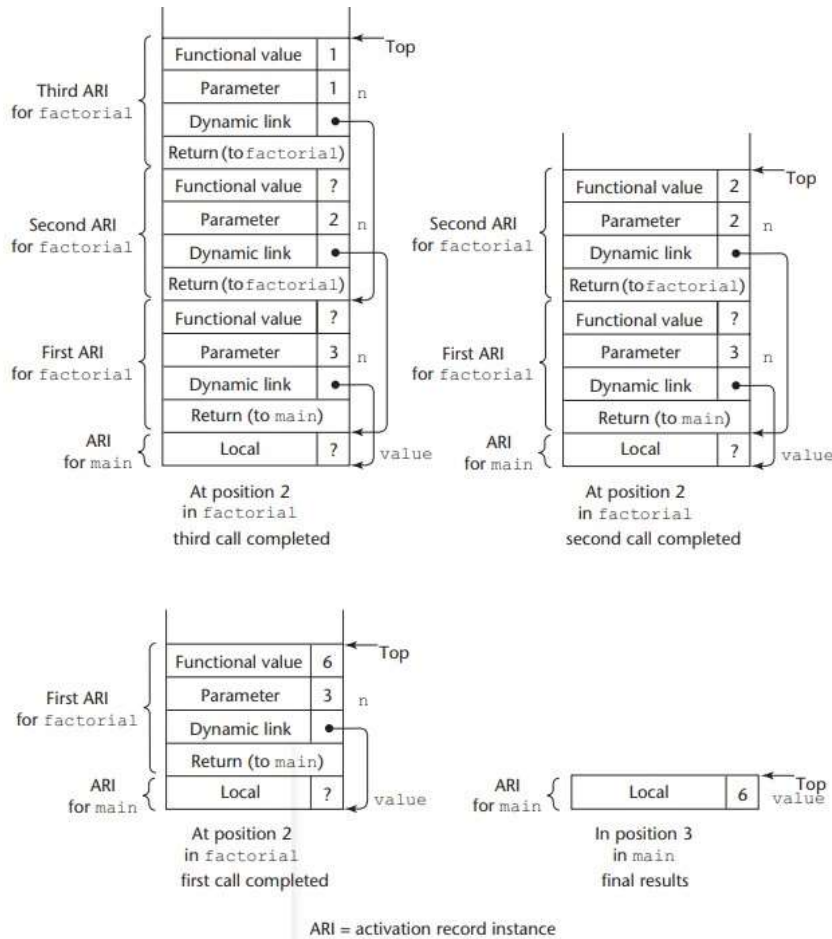 Top
Functional value 1
Third ARI
for factorial
Parameter 1 n
Dynamic link
Return (to factorial)
Functional value ?
Second ARI
for factorial
Parameter 2 n
Dynamic link
Return (to factorial)
Functional value ?
First ARI
for factorial
Parameter 3 n
Dynamic link
Return (to main)
ARI
for main
Local ? value
At position 2
in factorial
third call completed
Top
Functional value 2
Second ARI
for factorial
Parameter 2 n
Dynamic link
Return (to factorial)
Functional value ?
First ARI
for factorial
Parameter 3 n
Dynamic link
Return (to main)
ARI
for main
Local ? value
At position 2
in factorial
second call completed
Top
Functional value 6
First ARI
for factorial
Parameter 3 n
Dynamic link
Return (to main)
ARI
for main
Local ? value
At position 2
in factorial
first call completed
Top
ARI
for main
Local 6 value
In position 3
in main
final results
ARI = activation record instance